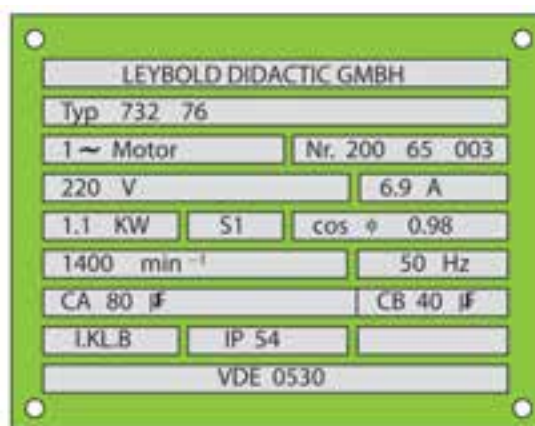 LEYBOLD DIDACTIC GMBH
Typ 732 76
1 ~ Motor Nr. 200 65 003
220 V 6.9 A
1.1 KW S1 cos φ 0.98
1400 min⁻¹ 50 Hz
CA 80 µF CB 40 µF
I.KL.B IP 54
VDE 0530